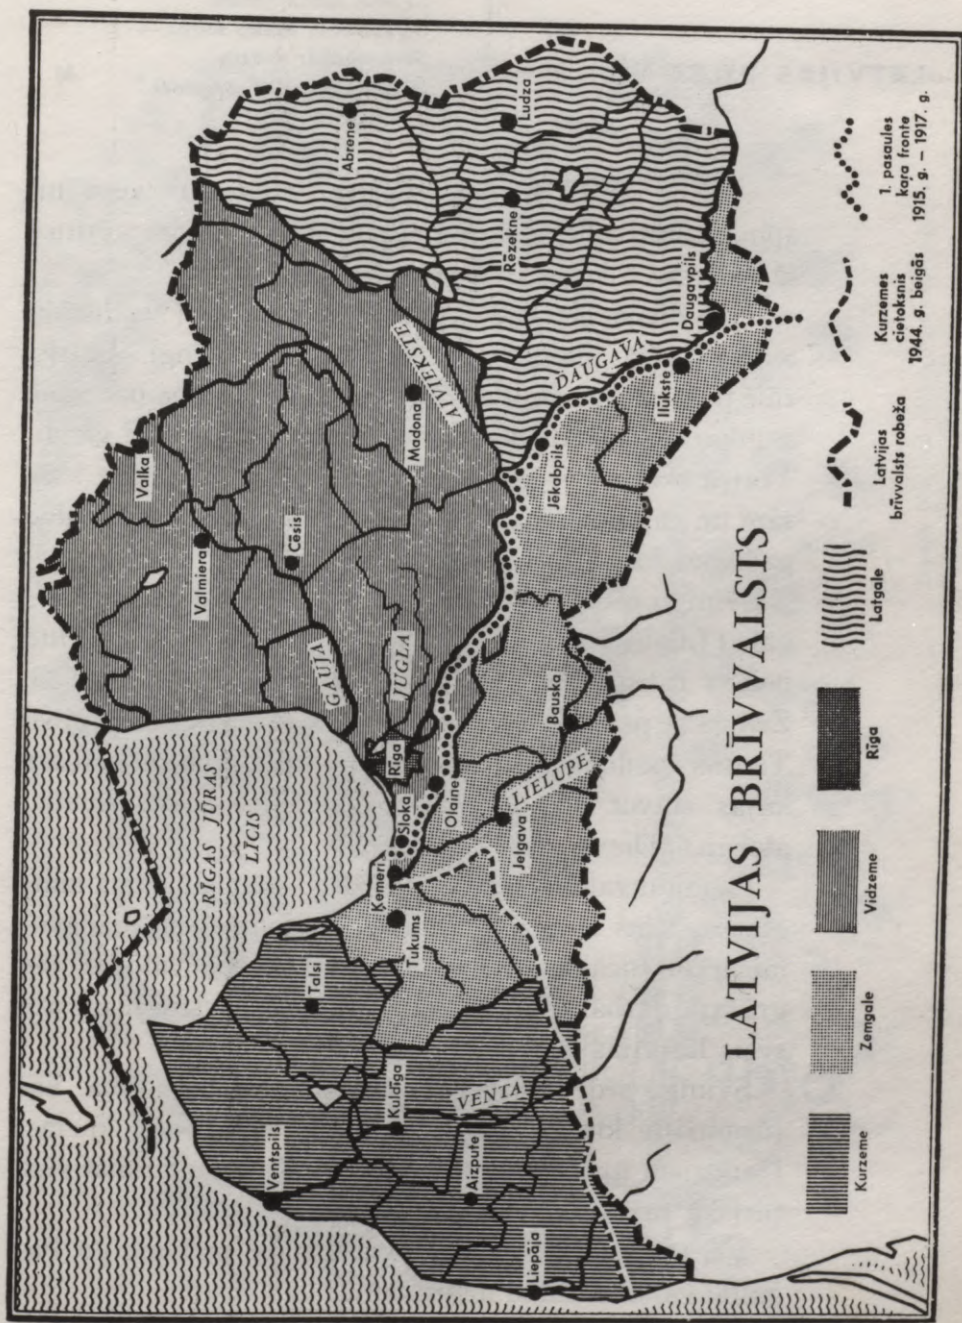 Valka
Valmiera
RĪGAS JŪRAS
LĪCIS
Ventspils
Talsi
Cēsis
Abrene
GAUJA
JUGLA
Rīga
Ķemeri
Sloka
Tukums
Kuldīga
Madona
AIVIEKSTE
Olaine
Aizpute
VENTA
Jelgava
LIELUPE
Bauska
Rēzekne
Ludza
Liepāja
Jēkabpils
DAUGAVA
Ilūkste
Daugavpils
LATVIJAS BRĪVVALSTS
Kurzeme
Zemgale
Vidzeme
Rīga
Latgale
Latvijas
brīvvalsts robeža
Kurzemes
cietoksnis
1944. g. beigās
1. pasaules
kara fronte
1915. g. – 1917. g.